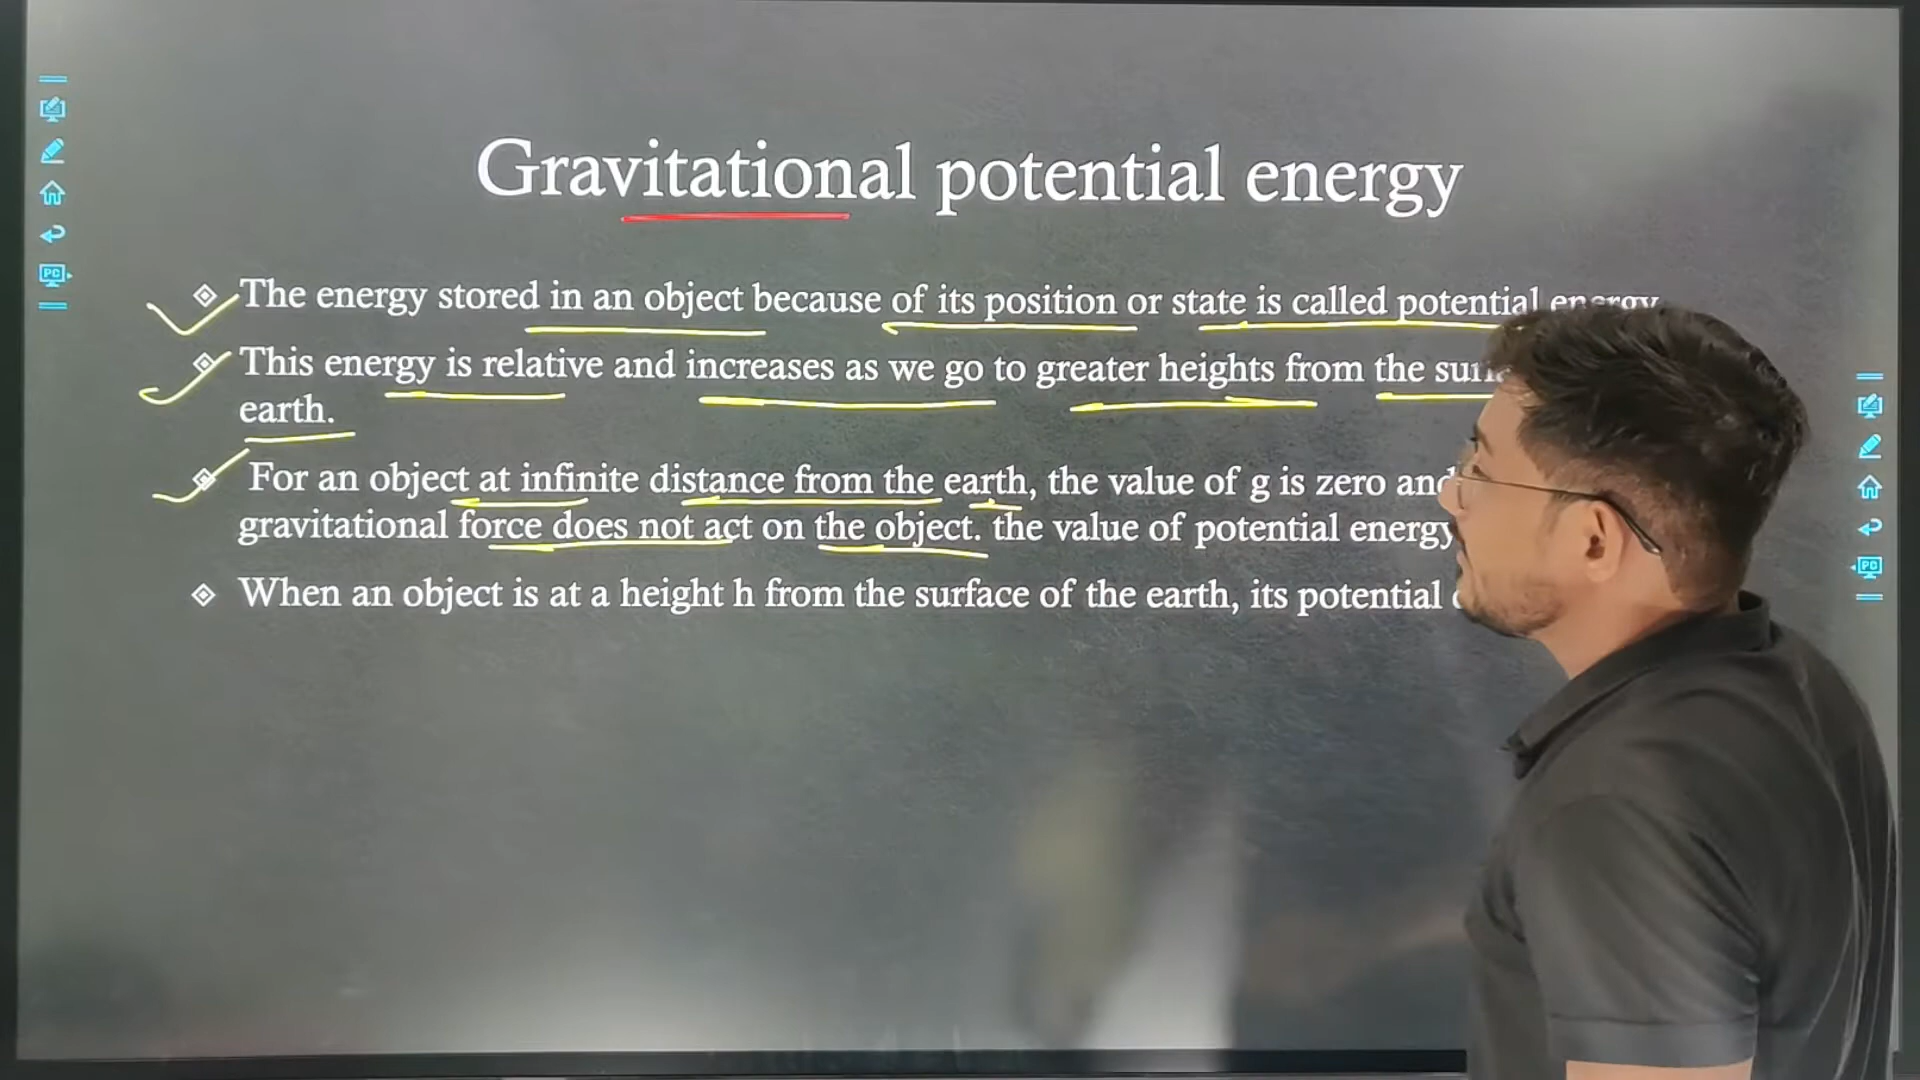 Gravitational potential energy
The energy stored in an object because of its position or state is called potential energy
This energy is relative and increases as we go to greater heights from the
earth.
For an object at infinite distance from the earth, the value of g is zero and
gravitational force does not act on the object. the value of potential energy
When an object is at a height h from the surface of the earth, its potential
PC
PC